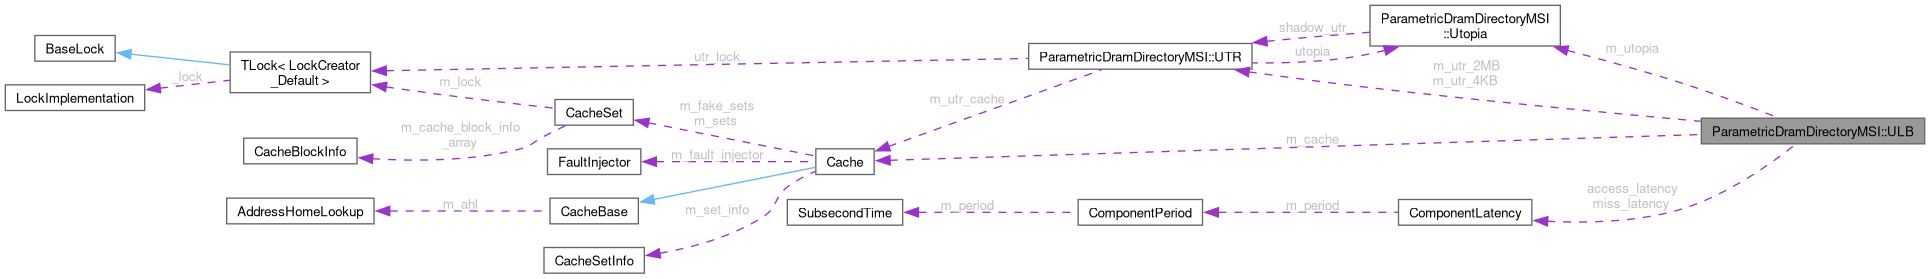 ParametricDramDirectoryMSI
::Utopia
shadow_utr
BaseLock
utopia
m_utopia
ParametricDramDirectoryMSI::UTR
utr_lock
TLock< LockCreator
_Default >
_lock
m_utr_2MB
m_utr_4KB
m_lock
LockImplementation
m_utr_cache
m_fake_sets
m_sets
CacheSet
m_cache_block_info
_array
ParametricDramDirectoryMSI::ULB
m_cache
CacheBlockInfo
FaultInjector
m_fault_injector
Cache
access_latency
miss_latency
AddressHomeLookup
m_ahl
CacheBase
m_set_info
SubsecondTime
m_period
ComponentPeriod
m_period
ComponentLatency
CacheSetInfo